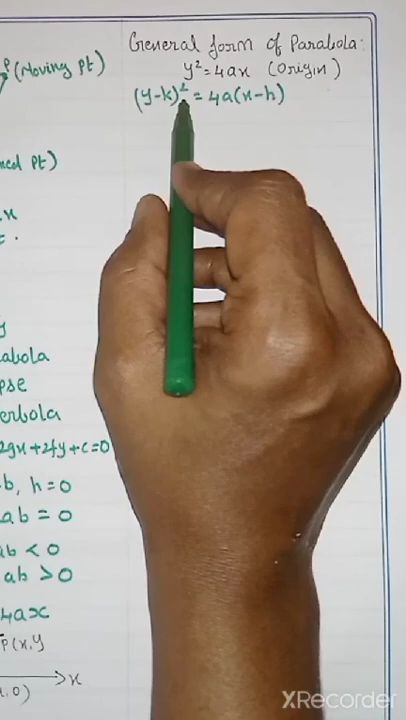 General form of Parabola:
y²=4ax (Origin)
(y-k)² = 4a(x-h)
P (Moving Pt)
Pt)
x
abola
pse
erbola
2gx+2fy+c=0
b, h=0
ab = 0
ab < 0
ab > 0
4ax
P(x,y
x
,0)
XRecorder